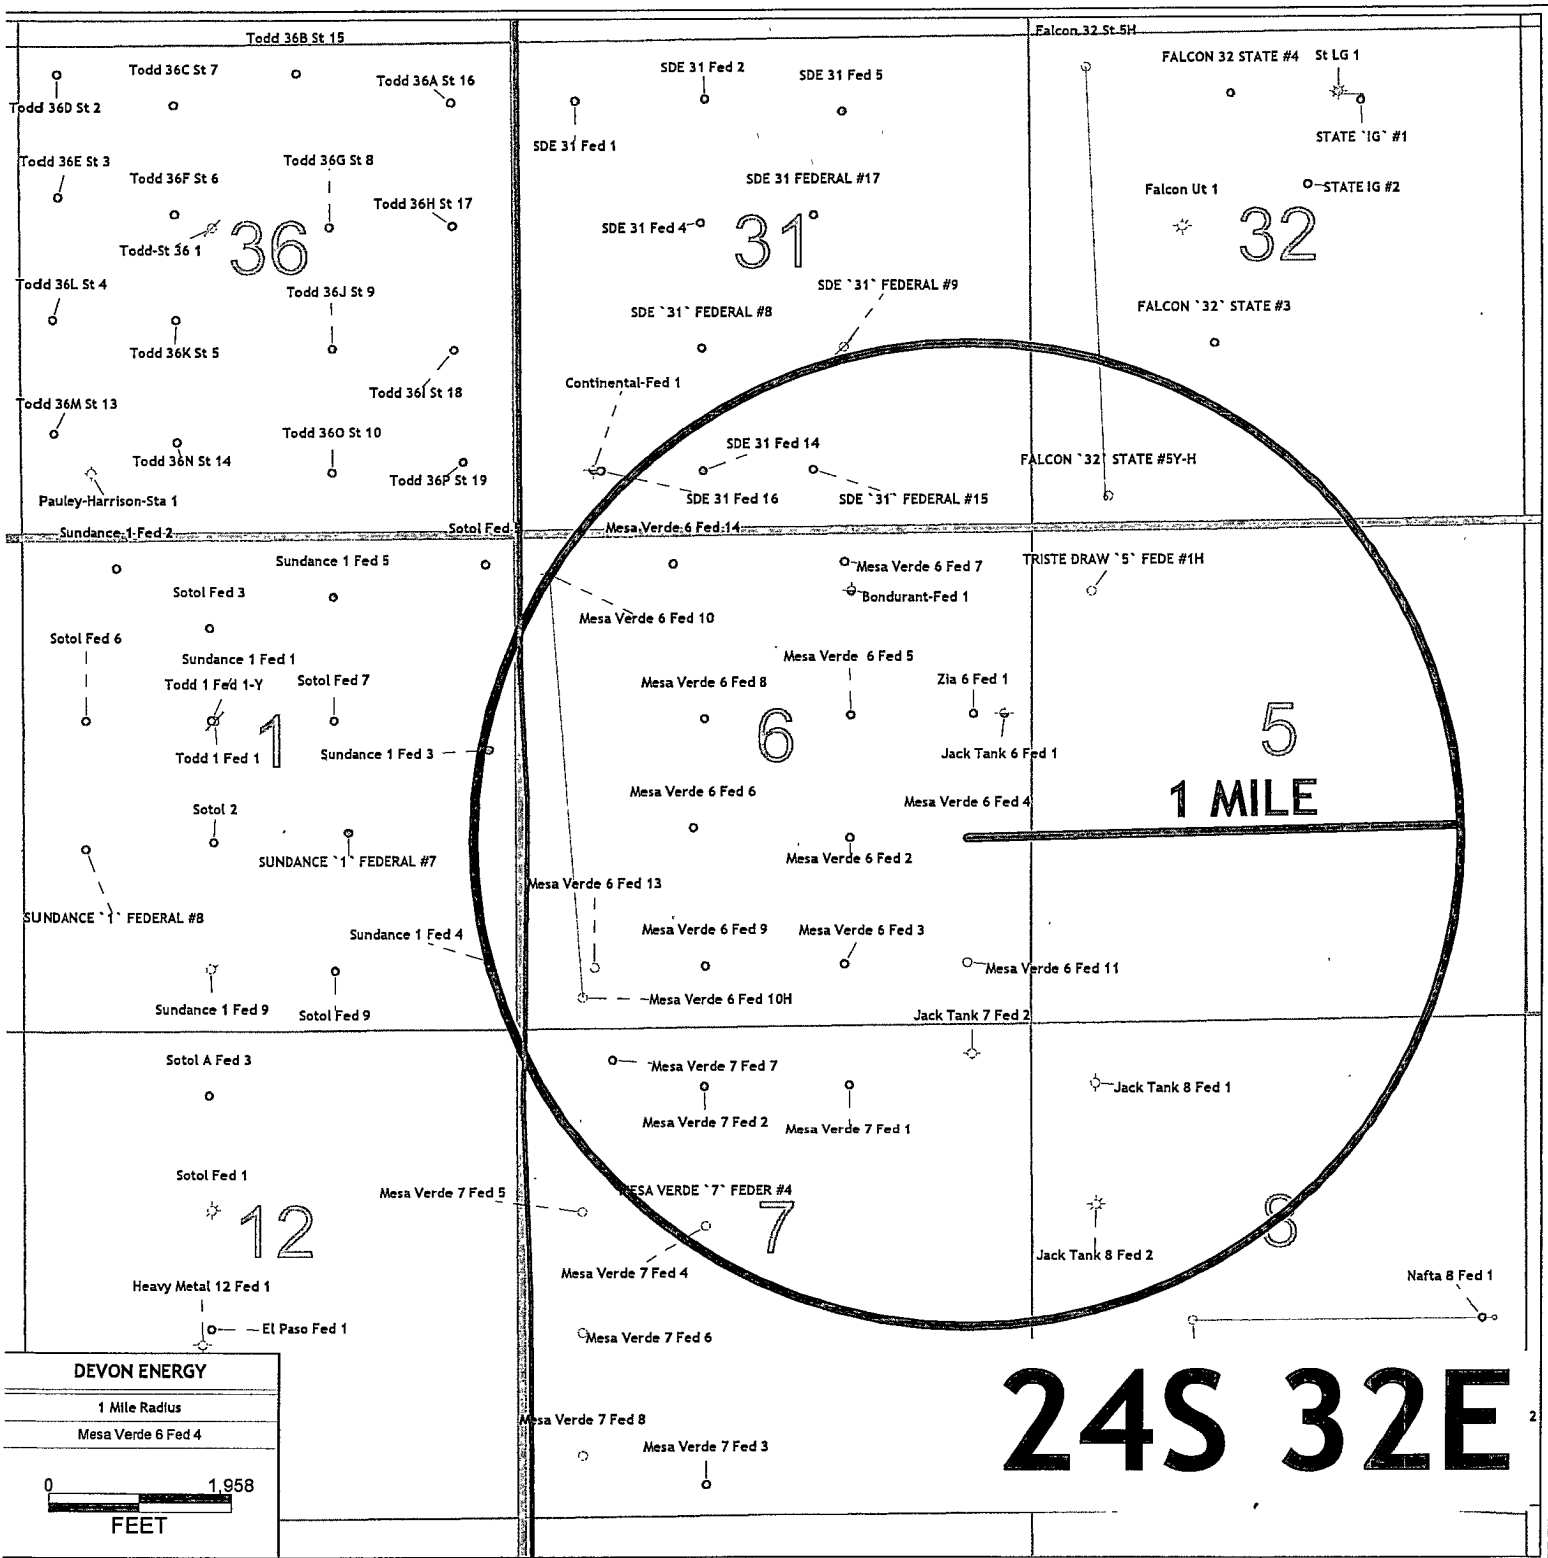 Todd 36B St 15
Falcon 32 St 5H
Todd 36C St 7
Todd 36A St 16
Todd 36D St 2
SDE 31 Fed 2
SDE 31 Fed 5
FALCON 32 STATE #4
St LG 1
SDE 31 Fed 1
STATE `IG` #1
Todd 36E St 3
Todd 36F St 6
Todd 36G St 8
Todd 36H St 17
SDE 31 FEDERAL #17
Falcon Ut 1
STATE IG #2
Todd-St 36 1
36
SDE 31 Fed 4
31
32
Todd 36L St 4
Todd 36J St 9
SDE `31` FEDERAL #9
SDE `31` FEDERAL #8
FALCON `32` STATE #3
Todd 36K St 5
Todd 36I St 18
Continental-Fed 1
Todd 36M St 13
Todd 36O St 10
Todd 36N St 14
Todd 36P St 19
SDE 31 Fed 14
FALCON `32` STATE #5Y-H
Pauley-Harrison-Sta 1
SDE 31 Fed 16
SDE `31` FEDERAL #15
Sundance 1 Fed 2
Sotol Fed
Mesa Verde 6 Fed 14
Sundance 1 Fed 5
Mesa Verde 6 Fed 7
TRISTE DRAW `5` FEDE #1H
Sotol Fed 3
Bondurant-Fed 1
Mesa Verde 6 Fed 10
Sotol Fed 6
Sundance 1 Fed 1
Mesa Verde 6 Fed 5
Todd 1 Fed 1-Y
Sotol Fed 7
Mesa Verde 6 Fed 8
Zia 6 Fed 1
1
6
5
Todd 1 Fed 1
Sundance 1 Fed 3
Jack Tank 6 Fed 1
Mesa Verde 6 Fed 6
Mesa Verde 6 Fed 4
1 MILE
Sotol 2
SUNDANCE `1` FEDERAL #7
Mesa Verde 6 Fed 2
Mesa Verde 6 Fed 13
SUNDANCE `1` FEDERAL #8
Sundance 1 Fed 4
Mesa Verde 6 Fed 9
Mesa Verde 6 Fed 3
Mesa Verde 6 Fed 11
Sundance 1 Fed 9
Sotol Fed 9
Mesa Verde 6 Fed 10H
Jack Tank 7 Fed 2
Sotol A Fed 3
Mesa Verde 7 Fed 7
Jack Tank 8 Fed 1
Mesa Verde 7 Fed 2
Mesa Verde 7 Fed 1
Sotol Fed 1
Mesa Verde 7 Fed 5
MESA VERDE `7` FEDER #4
12
7
8
Jack Tank 8 Fed 2
Mesa Verde 7 Fed 4
Nafta 8 Fed 1
Heavy Metal 12 Fed 1
El Paso Fed 1
Mesa Verde 7 Fed 6
DEVON ENERGY
1 Mile Radius
Mesa Verde 6 Fed 4
0 1,958
FEET
Mesa Verde 7 Fed 8
Mesa Verde 7 Fed 3
24S 32E
2